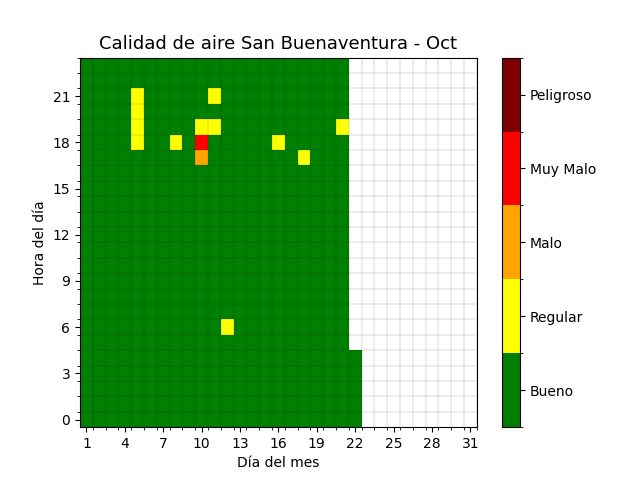 Calidad de aire San Buenaventura - Oct
Hora del día
21
18
15
12
9
6
3
0
1 4 7 10 13 16 19 22 25 28 31
Día del mes
Peligroso
Muy Malo
Malo
Regular
Bueno